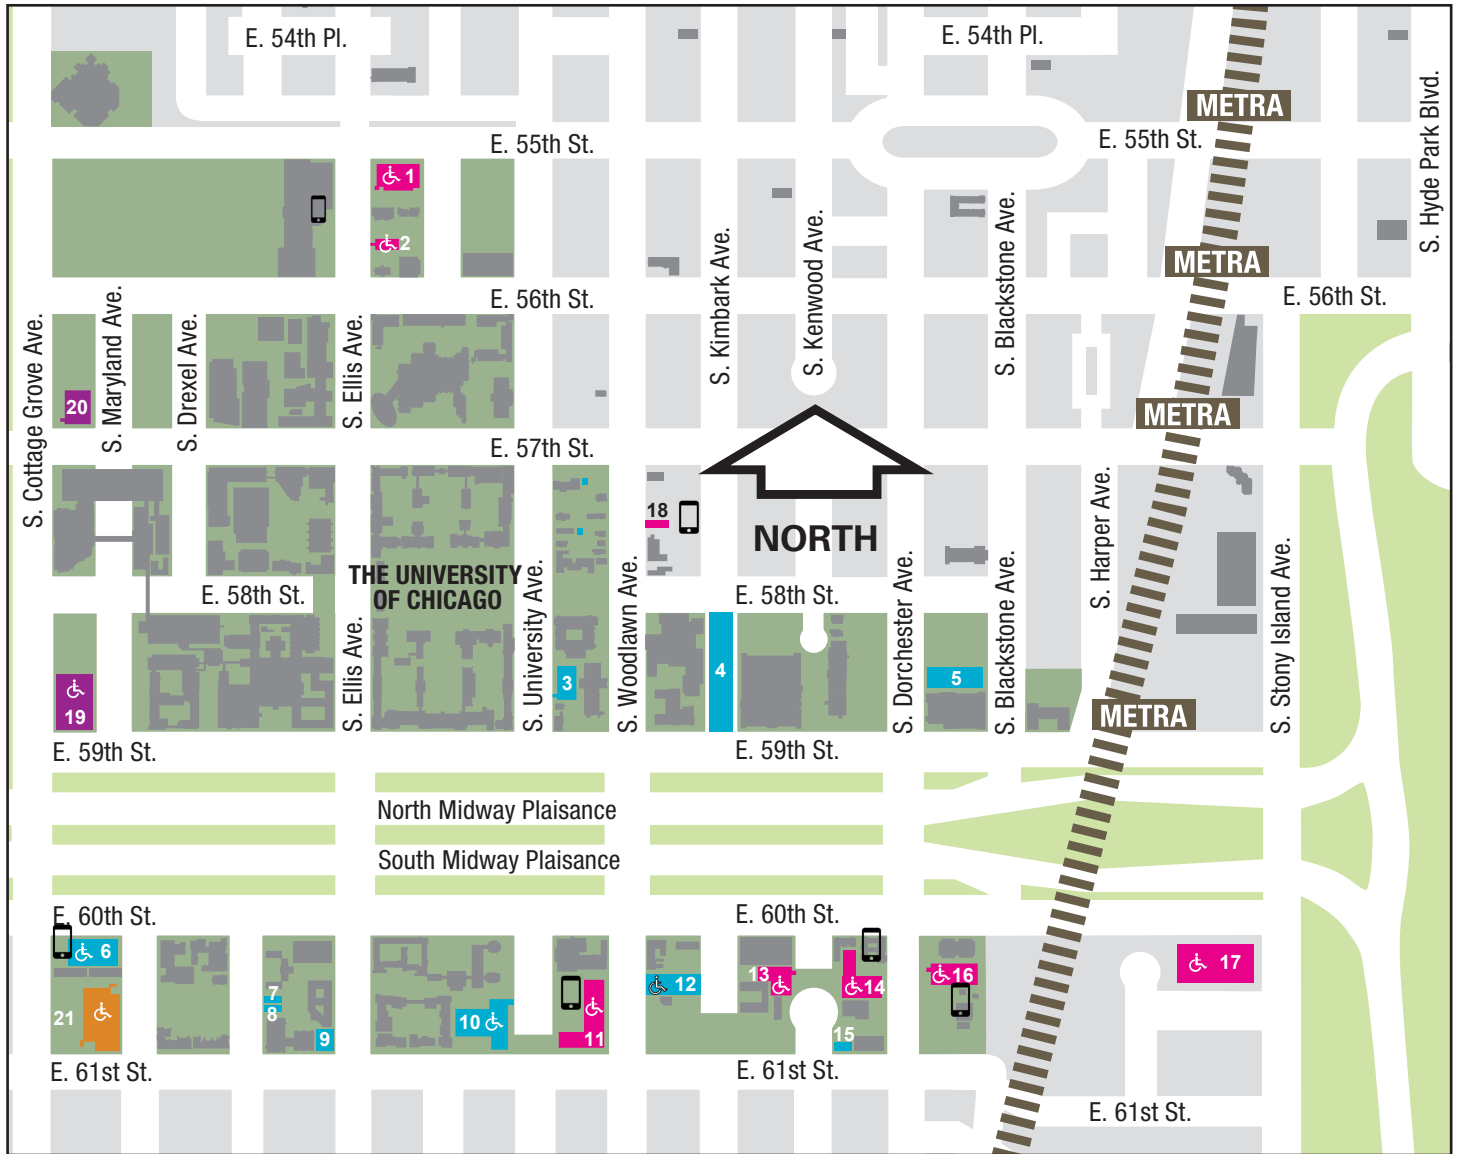 E. 54th Pl.
E. 54th Pl.
METRA
S. Hyde Park Blvd.
E. 55th St.
E. 55th St.
1
2
METRA
S. Kimbark Ave.
S. Kenwood Ave.
S. Blackstone Ave.
E. 56th St.
E. 56th St.
S. Cottage Grove Ave.
S. Maryland Ave.
S. Drexel Ave.
S. Ellis Ave.
20
METRA
E. 57th St.
18
NORTH
S. Harper Ave.
THE UNIVERSITY
OF CHICAGO
E. 58th St.
E. 58th St.
S. Ellis Ave.
S. University Ave.
S. Woodlawn Ave.
S. Dorchester Ave.
S. Blackstone Ave.
S. Stony Island Ave.
3
4
5
19
METRA
E. 59th St.
E. 59th St.
North Midway Plaisance
South Midway Plaisance
E. 60th St.
E. 60th St.
6
7
8
9
10
11
12
13
14
15
16
17
21
E. 61st St.
E. 61st St.
E. 61st St.